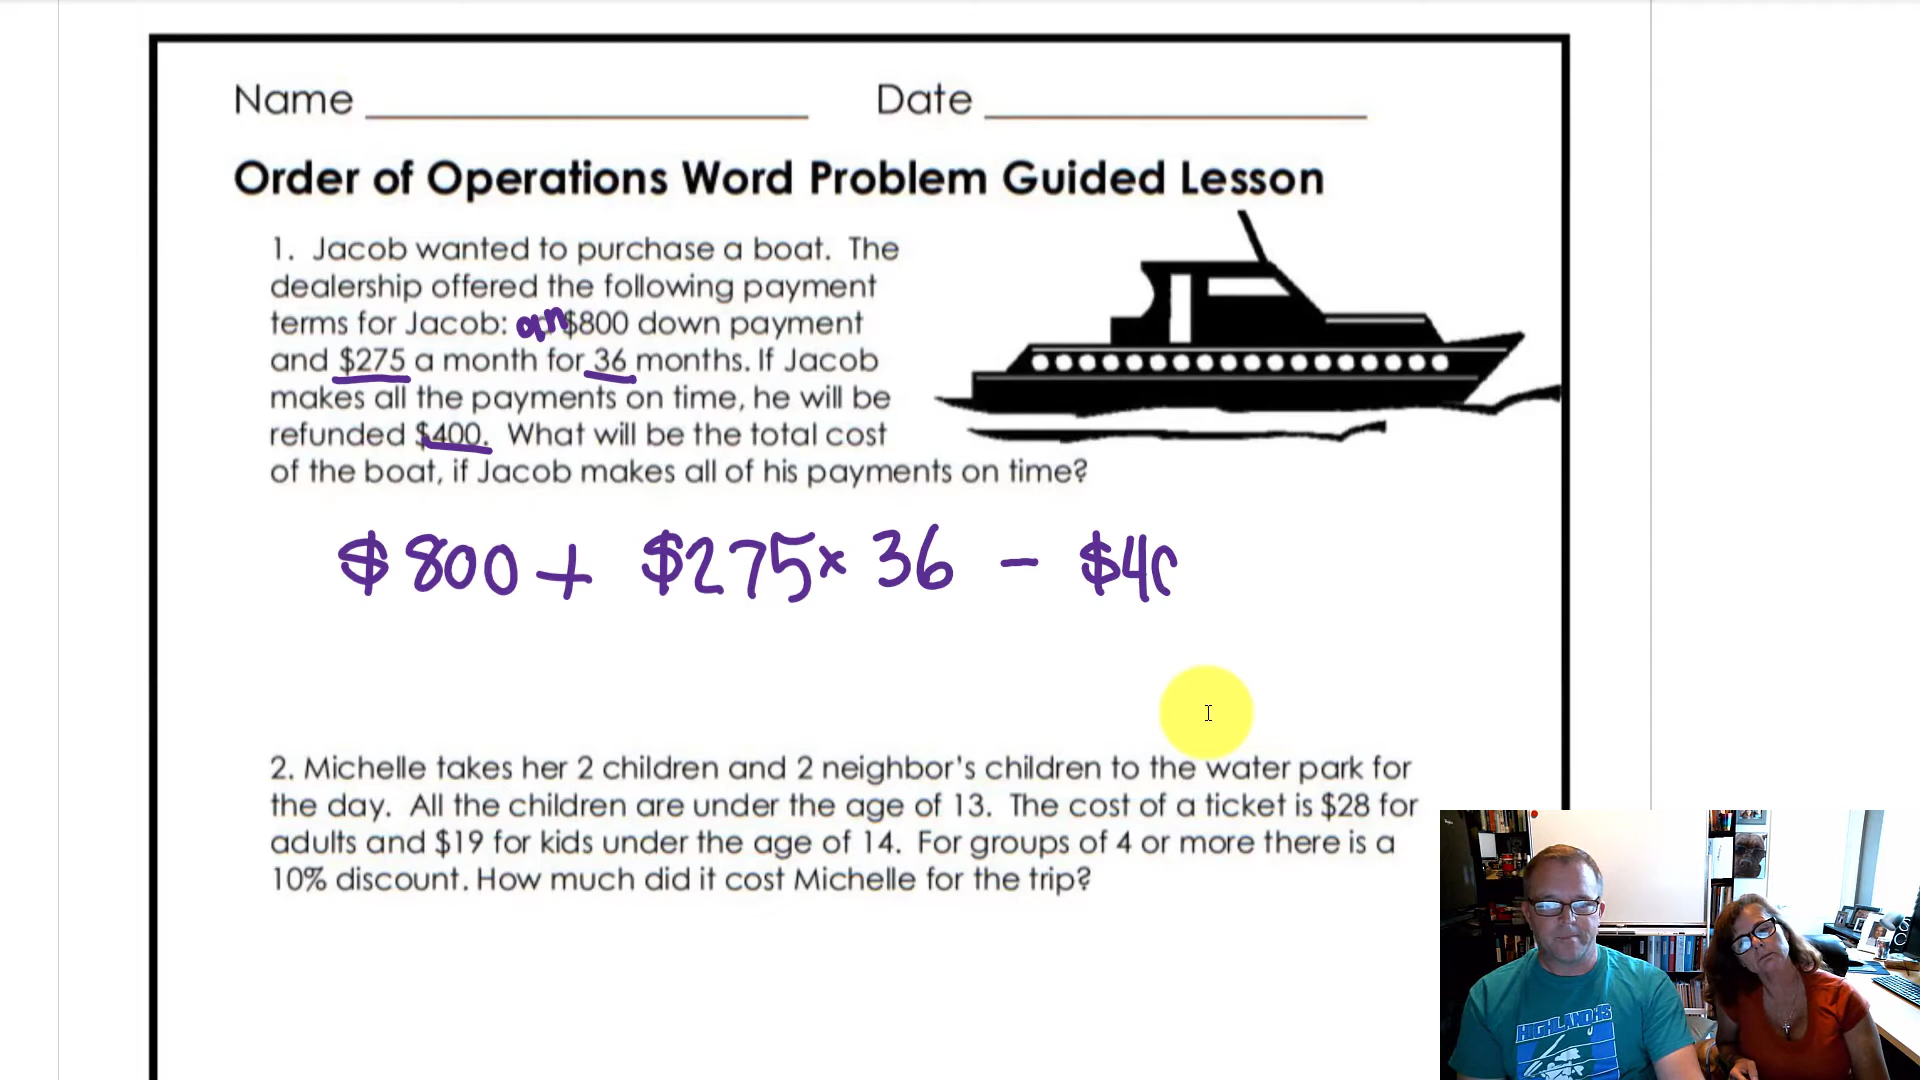 Name Date
Order of Operations Word Problem Guided Lesson
1. Jacob wanted to purchase a boat. The
dealership offered the following payment
terms for Jacob: an $800 down payment
and $275 a month for 36 months. If Jacob
makes all the payments on time, he will be
refunded $400. What will be the total cost
of the boat, if Jacob makes all of his payments on time?
$800 + $275 × 36 - $40
2. Michelle takes her 2 children and 2 neighbor's children to the water park for
the day. All the children are under the age of 13. The cost of a ticket is $28 for
adults and $19 for kids under the age of 14. For groups of 4 or more there is a
10% discount. How much did it cost Michelle for the trip?
HIGHLANDHS